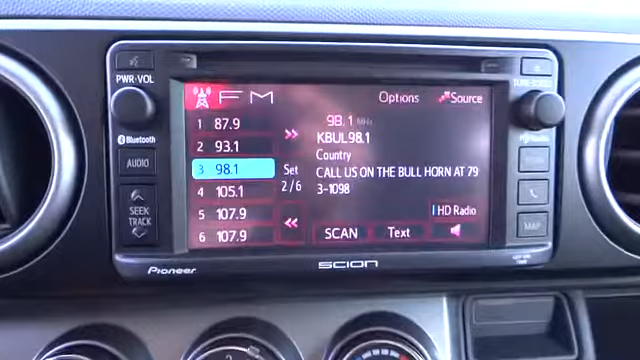 PWR·VOL
FM
Options
Source
TUNE·FOLDER
1 87.9
98.1 MHz
KBUL98.1
2 93.1
Bluetooth
Country
AUDIO
3 98.1
Set
CALL US ON THE BULL HORN AT 79
3-1098
4 105.1
2/6
SEEK
TRACK
5 107.9
HD Radio
6 107.9
SCAN
Text
MAP
Pioneer
SCION